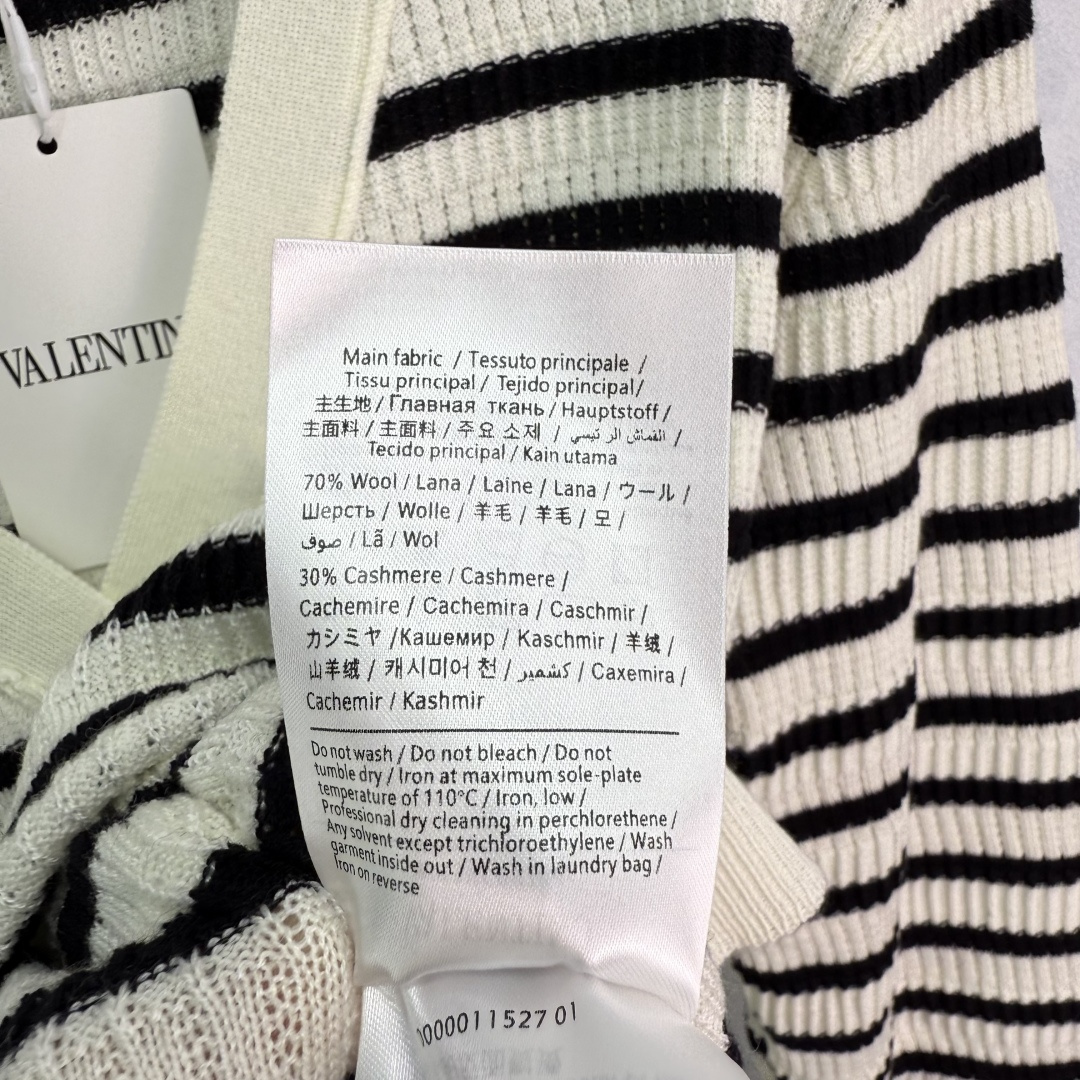 VALENTIN
Main fabric / Tessuto principale /
Tissu principal / Tejido principal/
主生地 / Главная ткань / Hauptstoff /
主面料 / 主面料 / 주요 소재 / القماش الر ئيسي /
Tecido principal / Kain utama
70% Wool / Lana / Laine / Lana / ウール /
Шерсть / Wolle / 羊毛 / 羊毛 / 모 /
صوف / Lã / Wol
30% Cashmere / Cashmere /
Cachemire / Cachemira / Caschmir /
カシミヤ /Кашемир / Kaschmir / 羊绒 /
山羊绒 / 캐시미어 천 / كشمير / Caxemira /
Cachemir / Kashmir
Do not wash / Do not bleach / Do not
tumble dry / Iron at maximum sole-plate
temperature of 110°C / Iron, low /
Professional dry cleaning in perchlorethene /
Any solvent except trichloroethylene / Wash
garment inside out / Wash in laundry bag /
Iron on reverse
1000011527 01